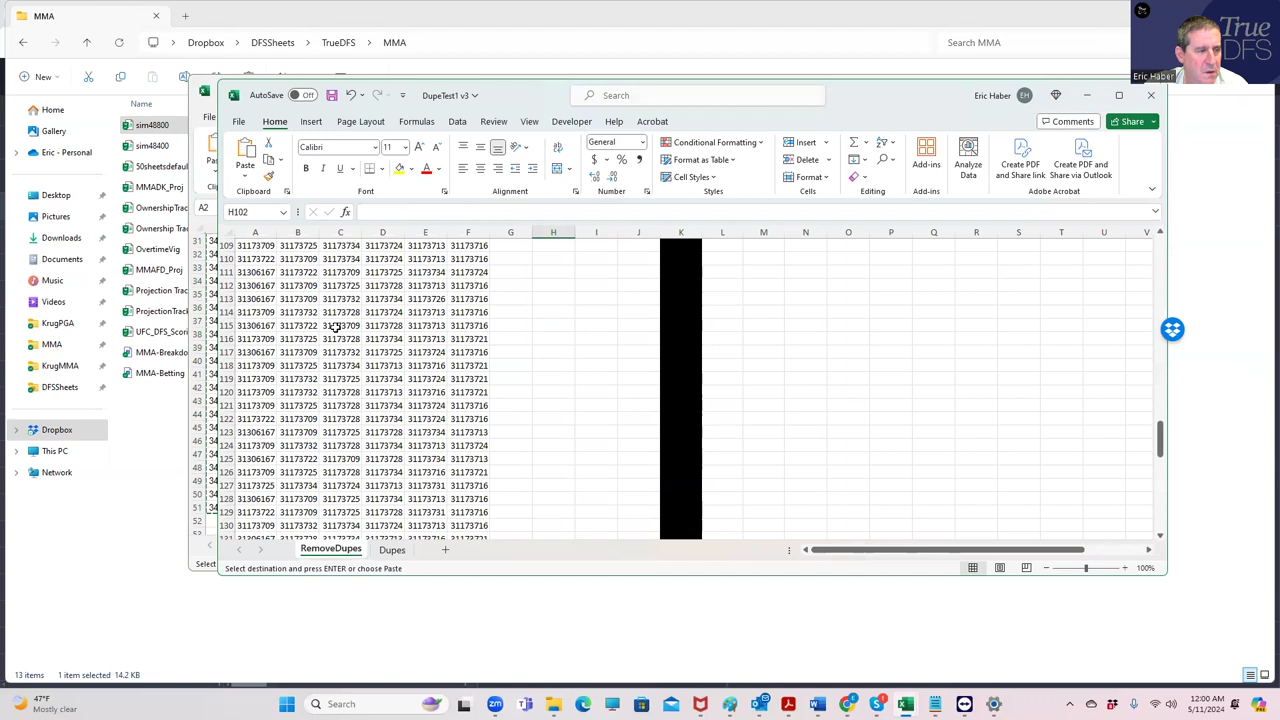 MMA
True
DFS
Eric Haber
Dropbox
DFSSheets
TrueDFS
MMA
Search MMA
New
Home
Gallery
Eric - Personal
Desktop
Pictures
Downloads
Documents
Music
Videos
KrugPGA
MMA
KrugMMA
DFSSheets
Dropbox
This PC
Network
Name
sim48800
sim48400
50sheetsdefault
MMADK_Proj
OwnershipTrac
Ownership Trac
OvertimeVig
MMAFD_Proj
Projection Track
ProjectionTrack
UFC_DFS_Scori
MMA-Breakdo
MMA-Betting
13 items
1 item selected 14.2 KB
AutoSave Off
DupeTest1 v3
Search
Eric Haber EH
File Home Insert Page Layout Formulas Data Review View Developer Help Acrobat
Comments Share
Paste
Clipboard
Calibri 11
Font
Alignment
General
Number
Conditional Formatting
Format as Table
Cell Styles
Styles
Insert
Delete
Format
Cells
Editing
Add-ins
Add-ins
Analyze
Data
Create PDF
and Share link
Create PDF and
Share via Outlook
Adobe Acrobat
A2
H102
A B C D E F G H I J K L M N O P Q R S T U V
109 31173709 31173725 31173734 31173724 31173713 31173716
110 31173722 31173709 31173734 31173724 31173713 31173716
111 31306167 31173722 31173709 31173725 31173734 31173724
112 31306167 31173709 31173725 31173728 31173713 31173716
113 31306167 31173709 31173732 31173734 31173726 31173716
114 31173709 31173732 31173728 31173724 31173713 31173716
115 31306167 31173722 31173709 31173728 31173713 31173716
116 31173709 31173725 31173728 31173734 31173713 31173721
117 31306167 31173709 31173732 31173725 31173724 31173716
118 31173709 31173725 31173734 31173713 31173716 31173721
119 31173709 31173732 31173725 31173734 31173724 31173721
120 31173709 31173732 31173728 31173734 31173716 31173721
121 31173709 31173725 31173728 31173734 31173724 31173716
122 31173722 31173709 31173728 31173734 31173724 31173716
123 31306167 31173709 31173725 31173728 31173734 31173713
124 31173709 31173732 31173728 31173734 31173713 31173724
125 31306167 31173722 31173709 31173728 31173734 31173713
126 31173709 31173725 31173728 31173734 31173716 31173721
127 31173725 31173734 31173724 31173713 31173731 31173716
128 31306167 31173709 31173725 31173728 31173713 31173724
129 31173722 31173709 31173725 31173728 31173731 31173716
130 31173709 31173732 31173734 31173724 31173713 31173716
RemoveDupes Dupes
Select destination and press ENTER or choose Paste
100%
47°F
Mostly clear
Search
12:00 AM
5/11/2024